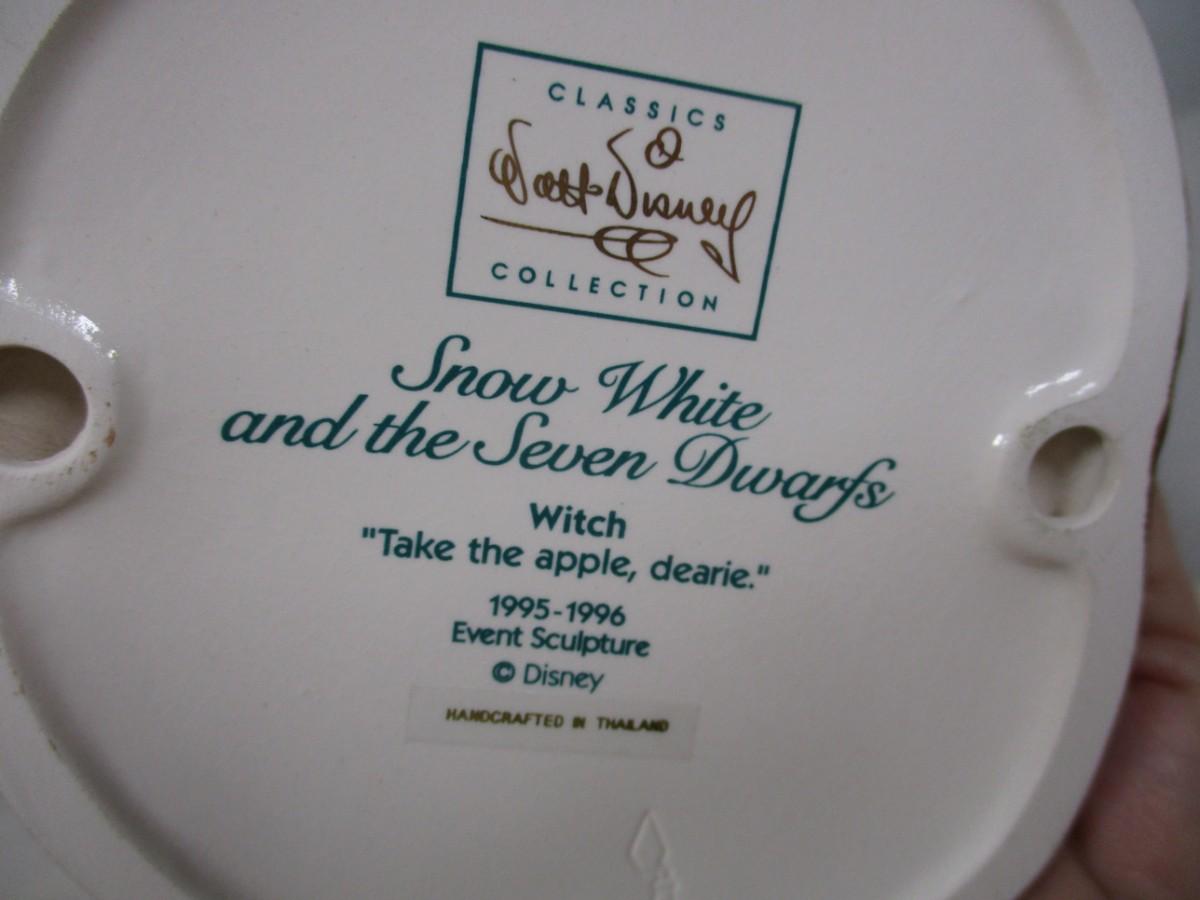 CLASSICS
Walt Disney
COLLECTION
Snow White
and the Seven Dwarfs
Witch
"Take the apple, dearie."
1995-1996
Event Sculpture
© Disney
HANDCRAFTED IN THAILAND